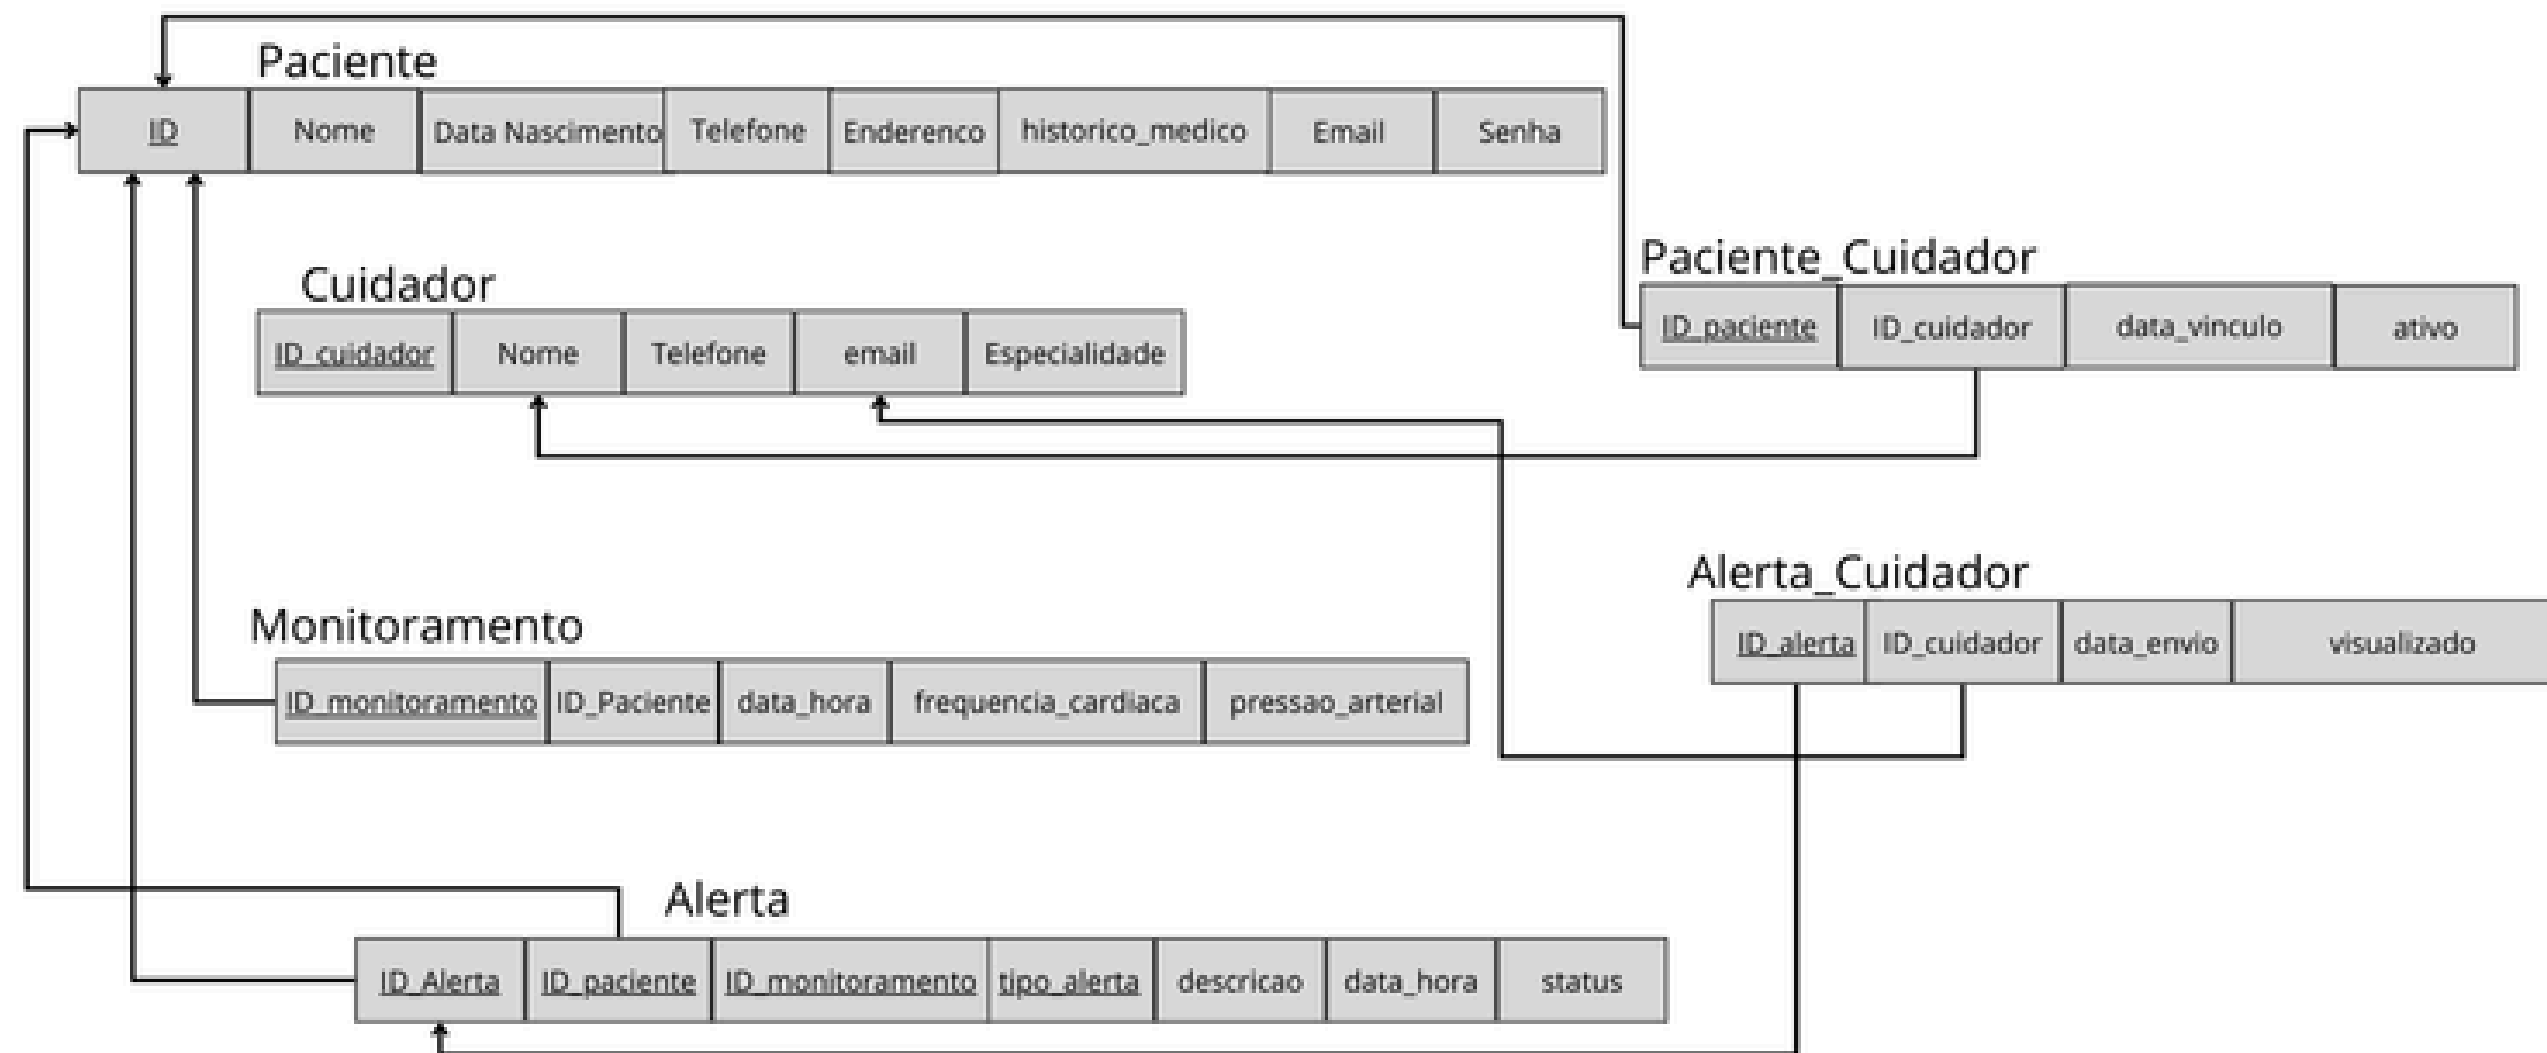 Paciente
ID Nome Data Nascimento Telefone Enderenco historico_medico Email Senha
Paciente_Cuidador
ID_paciente ID_cuidador data_vinculo ativo
Cuidador
ID_cuidador Nome Telefone email Especialidade
Alerta_Cuidador
ID_alerta ID_cuidador data_envio visualizado
Monitoramento
ID_monitoramento ID_Paciente data_hora frequencia_cardiaca pressao_arterial
Alerta
ID_Alerta ID_paciente ID_monitoramento tipo_alerta descricao data_hora status